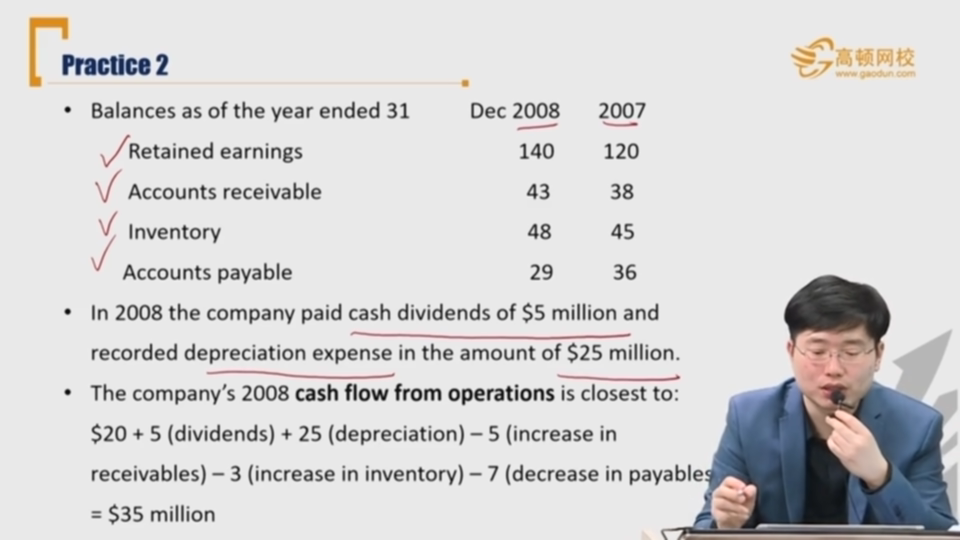 Practice 2
高顿网校
www.gaodun.com
• Balances as of the year ended 31 Dec 2008 2007
Retained earnings 140 120
Accounts receivable 43 38
Inventory 48 45
Accounts payable 29 36
• In 2008 the company paid cash dividends of $5 million and
recorded depreciation expense in the amount of $25 million.
• The company's 2008 cash flow from operations is closest to:
$20 + 5 (dividends) + 25 (depreciation) – 5 (increase in
receivables) – 3 (increase in inventory) – 7 (decrease in payables
= $35 million